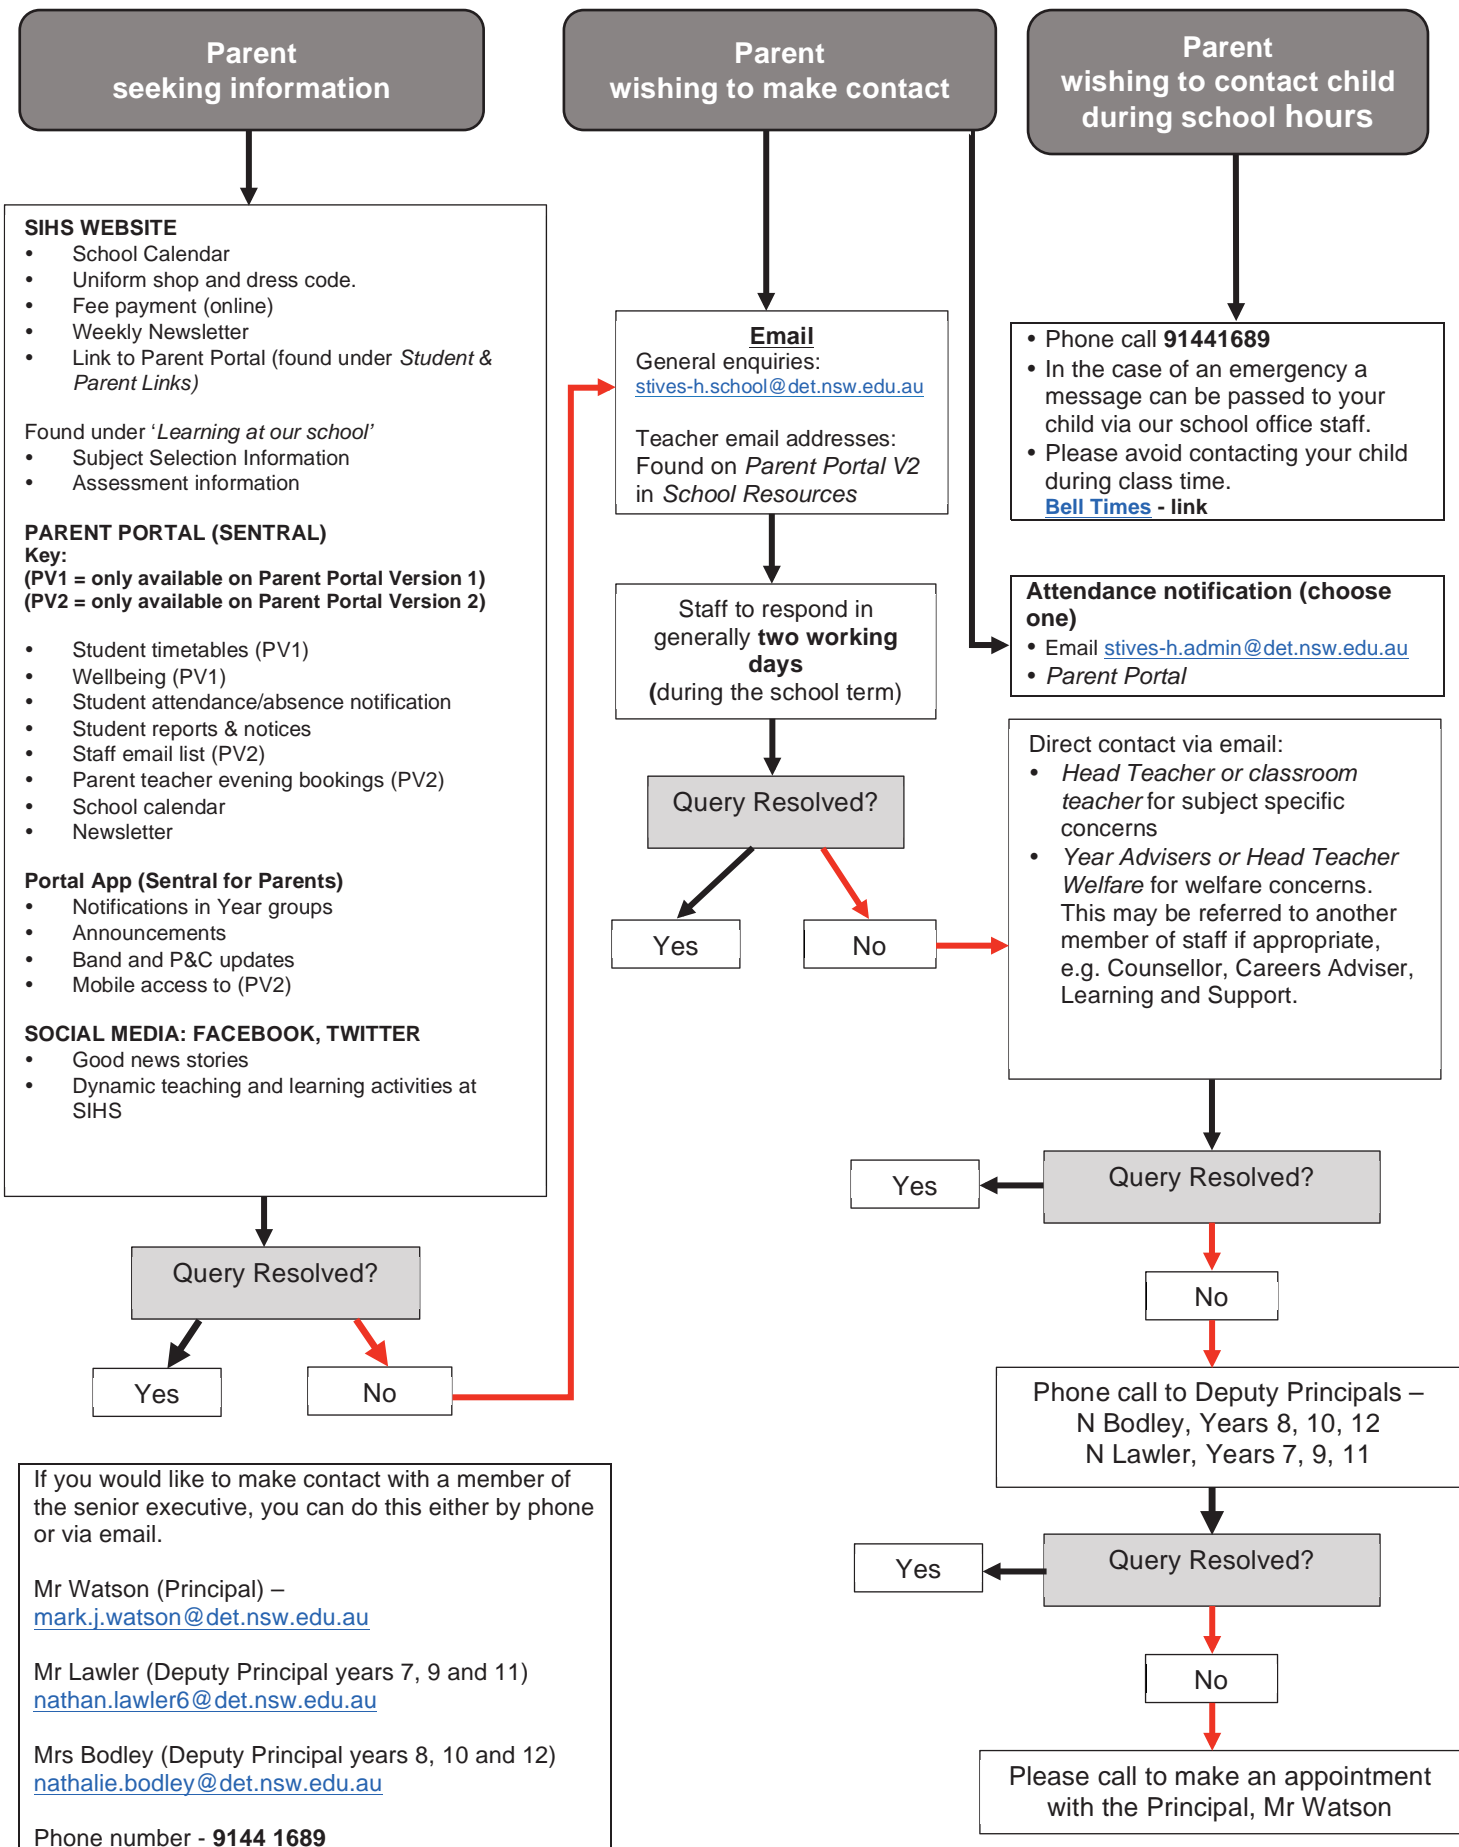 Parent
seeking information
SIHS WEBSITE
• School Calendar
• Uniform shop and dress code.
• Fee payment (online)
• Weekly Newsletter
• Link to Parent Portal (found under Student &
Parent Links)
Found under ‘Learning at our school’
• Subject Selection Information
• Assessment information
PARENT PORTAL (SENTRAL)
Key:
(PV1 = only available on Parent Portal Version 1)
(PV2 = only available on Parent Portal Version 2)
• Student timetables (PV1)
• Wellbeing (PV1)
• Student attendance/absence notification
• Student reports & notices
• Staff email list (PV2)
• Parent teacher evening bookings (PV2)
• School calendar
• Newsletter
Portal App (Sentral for Parents)
• Notifications in Year groups
• Announcements
• Band and P&C updates
• Mobile access to (PV2)
SOCIAL MEDIA: FACEBOOK, TWITTER
• Good news stories
• Dynamic teaching and learning activities at
SIHS
Query Resolved?
Yes
No
If you would like to make contact with a member of
the senior executive, you can do this either by phone
or via email.
Mr Watson (Principal) –
mark.j.watson@det.nsw.edu.au
Mr Lawler (Deputy Principal years 7, 9 and 11)
nathan.lawler6@det.nsw.edu.au
Mrs Bodley (Deputy Principal years 8, 10 and 12)
nathalie.bodley@det.nsw.edu.au
Phone number - 9144 1689
Parent
wishing to make contact
Email
General enquiries:
stives-h.school@det.nsw.edu.au
Teacher email addresses:
Found on Parent Portal V2
in School Resources
Staff to respond in
generally two working
days
(during the school term)
Query Resolved?
Yes
No
Parent
wishing to contact child
during school hours
• Phone call 91441689
• In the case of an emergency a
message can be passed to your
child via our school office staff.
• Please avoid contacting your child
during class time.
Bell Times - link
Attendance notification (choose
one)
• Email stives-h.admin@det.nsw.edu.au
• Parent Portal
Direct contact via email:
• Head Teacher or classroom
teacher for subject specific
concerns
• Year Advisers or Head Teacher
Welfare for welfare concerns.
This may be referred to another
member of staff if appropriate,
e.g. Counsellor, Careers Adviser,
Learning and Support.
Query Resolved?
Yes
No
Phone call to Deputy Principals –
N Bodley, Years 8, 10, 12
N Lawler, Years 7, 9, 11
Query Resolved?
Yes
No
Please call to make an appointment
with the Principal, Mr Watson